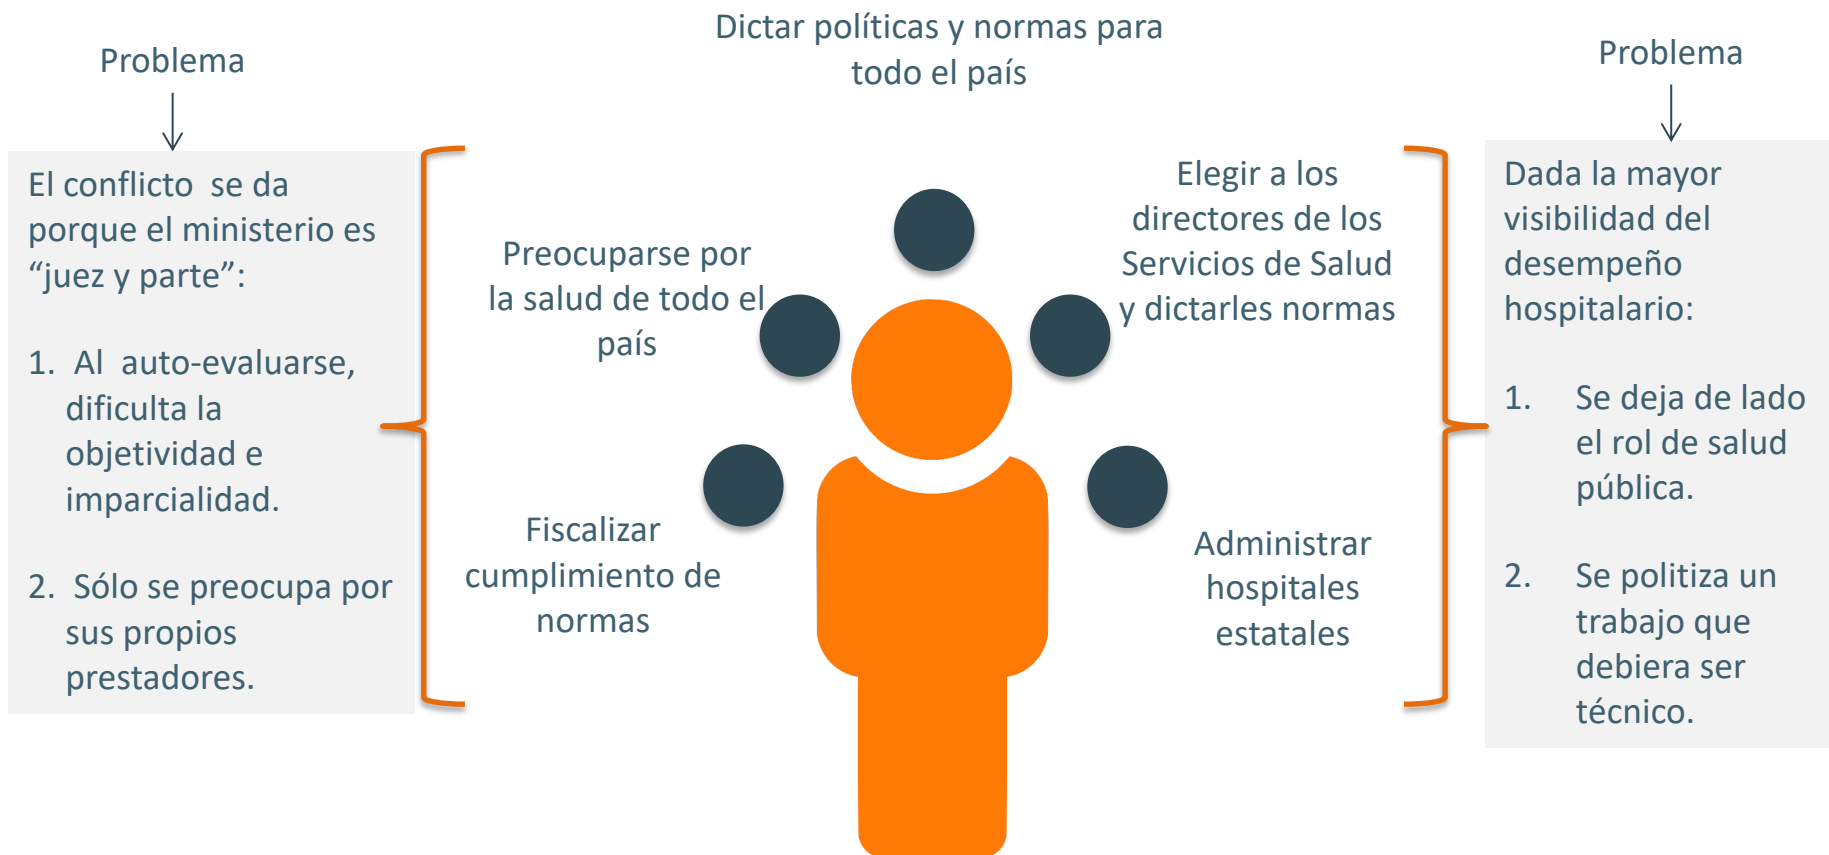 Dictar políticas y normas para
todo el país
Problema
El conflicto se da
porque el ministerio es
“juez y parte”:
1. Al auto-evaluarse,
dificulta la
objetividad e
imparcialidad.
2. Sólo se preocupa por
sus propios
prestadores.
Preocuparse por
la salud de todo el
país
Fiscalizar
cumplimiento de
normas
Elegir a los
directores de los
Servicios de Salud
y dictarles normas
Administrar
hospitales
estatales
Problema
Dada la mayor
visibilidad del
desempeño
hospitalario:
1. Se deja de lado
el rol de salud
pública.
2. Se politiza un
trabajo que
debiera ser
técnico.